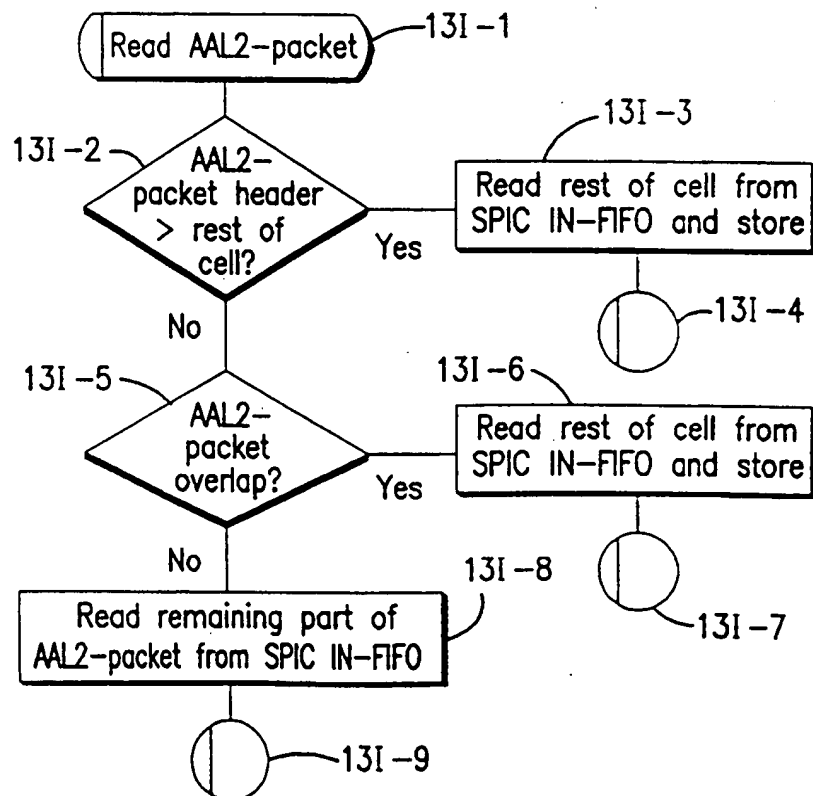 Read AAL2-packet
13I-1
13I-2
AAL2-
packet header
> rest of
cell?
Yes
No
13I-3
Read rest of cell from
SPIC IN-FIFO and store
13I-4
13I-5
AAL2-
packet
overlap?
Yes
No
13I-6
Read rest of cell from
SPIC IN-FIFO and store
13I-7
13I-8
Read remaining part of
AAL2-packet from SPIC IN-FIFO
13I-9